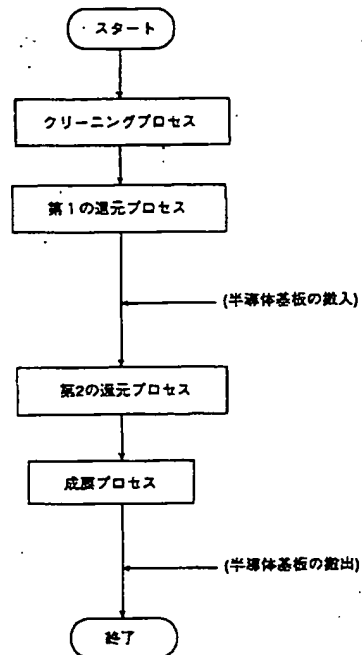 スタート
クリーニングプロセス
第1の還元プロセス
(半導体基板の搬入)
第2の還元プロセス
成膜プロセス
(半導体基板の搬出)
終了